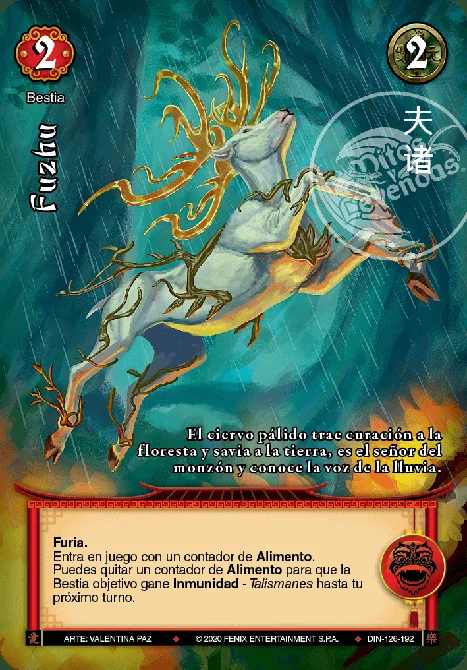 2
2
Bestia
Fuzhu
夫
诸
Mitos
y
Leyendas
El ciervo pálido trae curación a la
floresta y savia a la tierra, es el señor del
monzón y conoce la voz de la lluvia.
Furia.
Entra en juego con un contador de Alimento.
Puedes quitar un contador de Alimento para que la
Bestia objetivo gane Inmunidad - Talismanes hasta tu
próximo turno.
ARTE: VALENTINA PAZ ◆ © 2020 FENIX ENTERTAINMENT S.P.A. ◆ DIN-126-192